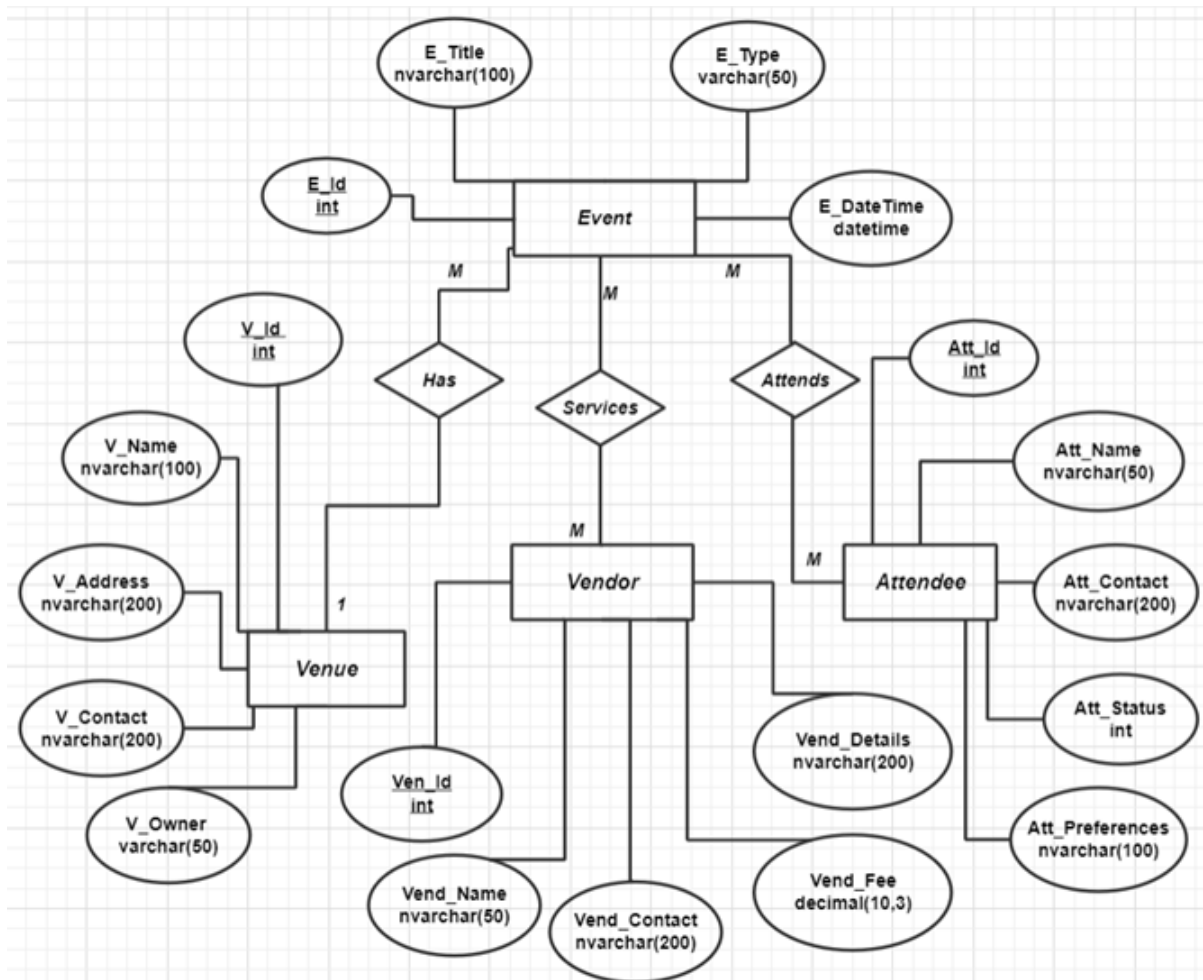 E_Title
nvarchar(100)
E_Type
varchar(50)
E_Id
int
Event
E_DateTime
datetime
M
M
M
V_Id
int
Has
Services
Attends
Att_Id
int
V_Name
nvarchar(100)
Att_Name
nvarchar(50)
V_Address
nvarchar(200)
1
M
Vendor
M
Attendee
Att_Contact
nvarchar(200)
Venue
V_Contact
nvarchar(200)
Att_Status
int
Ven_Id
int
Vend_Details
nvarchar(200)
V_Owner
varchar(50)
Att_Preferences
nvarchar(100)
Vend_Name
nvarchar(50)
Vend_Contact
nvarchar(200)
Vend_Fee
decimal(10,3)